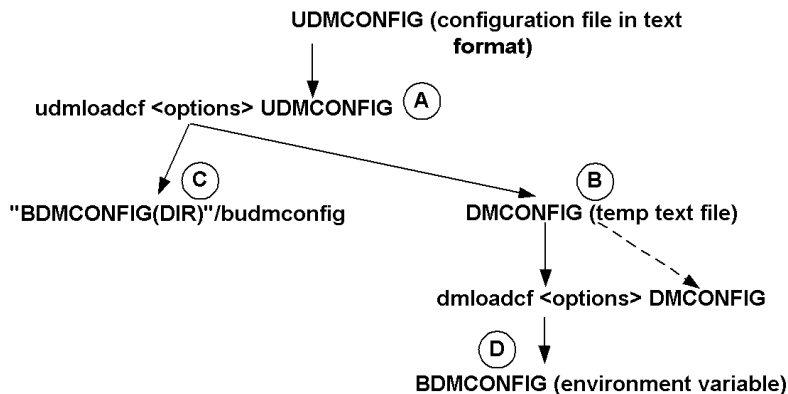 UDMCONFIG (configuration file in text
format)
udmloadcf <options> UDMCONFIG
A
C
B
"BDMCONFIG(DIR)"/budmconfig
DMCONFIG (temp text file)
dmloadcf <options> DMCONFIG
D
BDMCONFIG (environment variable)